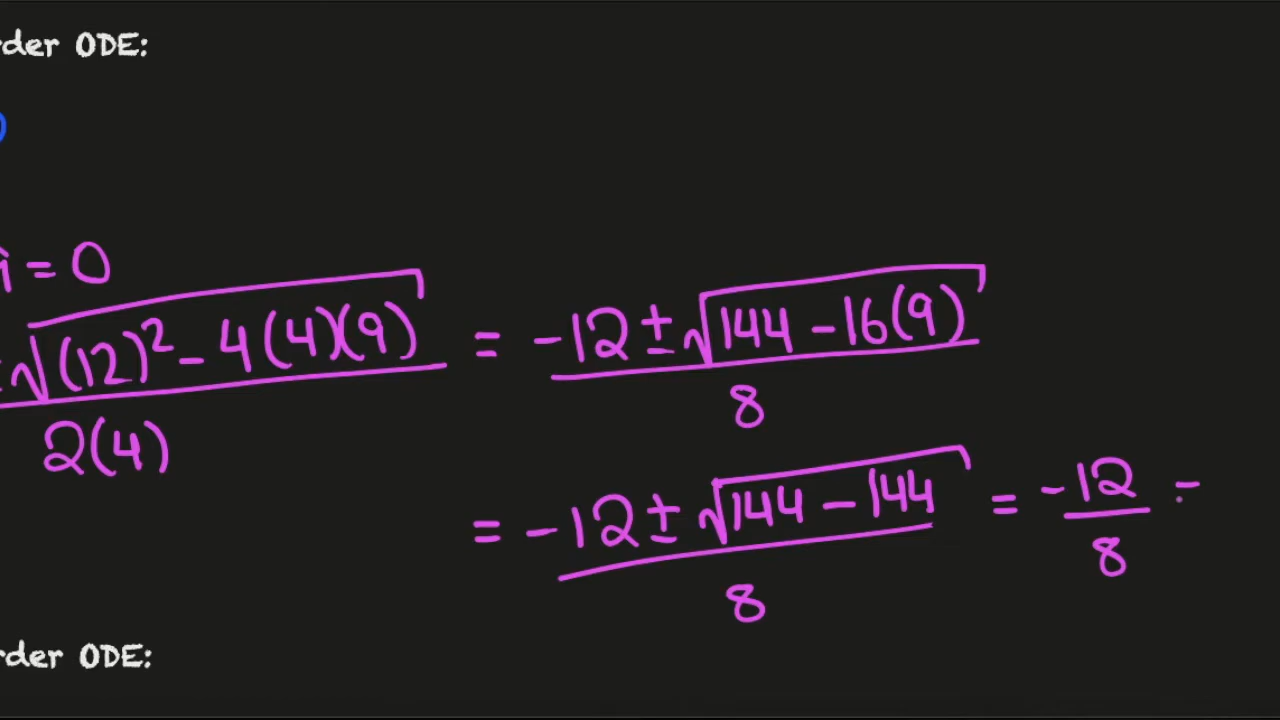 rder ODE:
= 0
√(12)² - 4(4)(9) / 2(4) = -12 ± √144 - 16(9) / 8
= -12 ± √144 - 144 / 8 = -12 / 8 =
rder ODE: